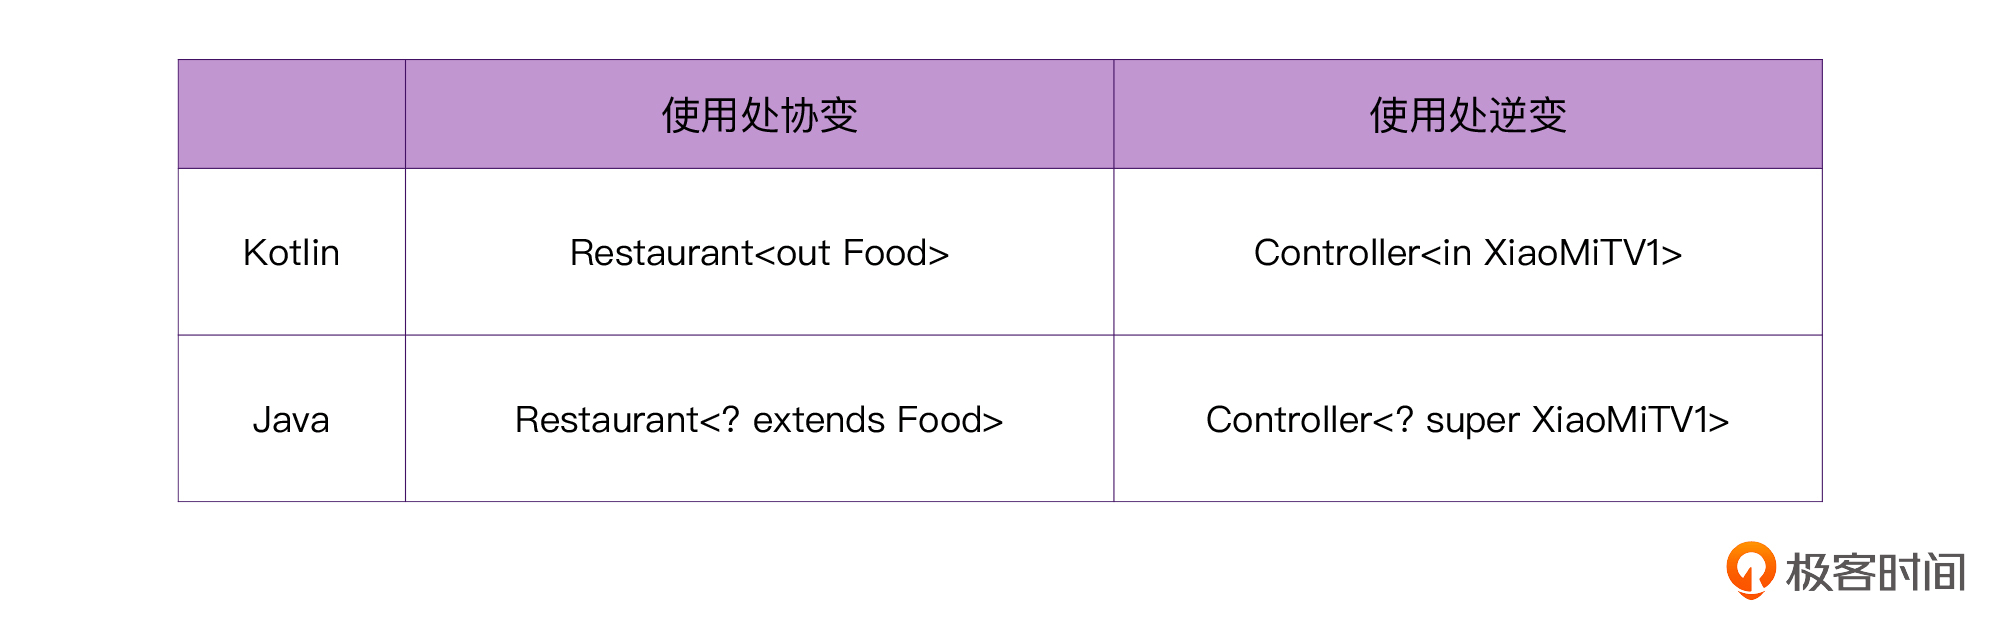 使用处协变 使用处逆变
Kotlin Restaurant<out Food> Controller<in XiaoMiTV1>
Java Restaurant<? extends Food> Controller<? super XiaoMiTV1>
极客时间